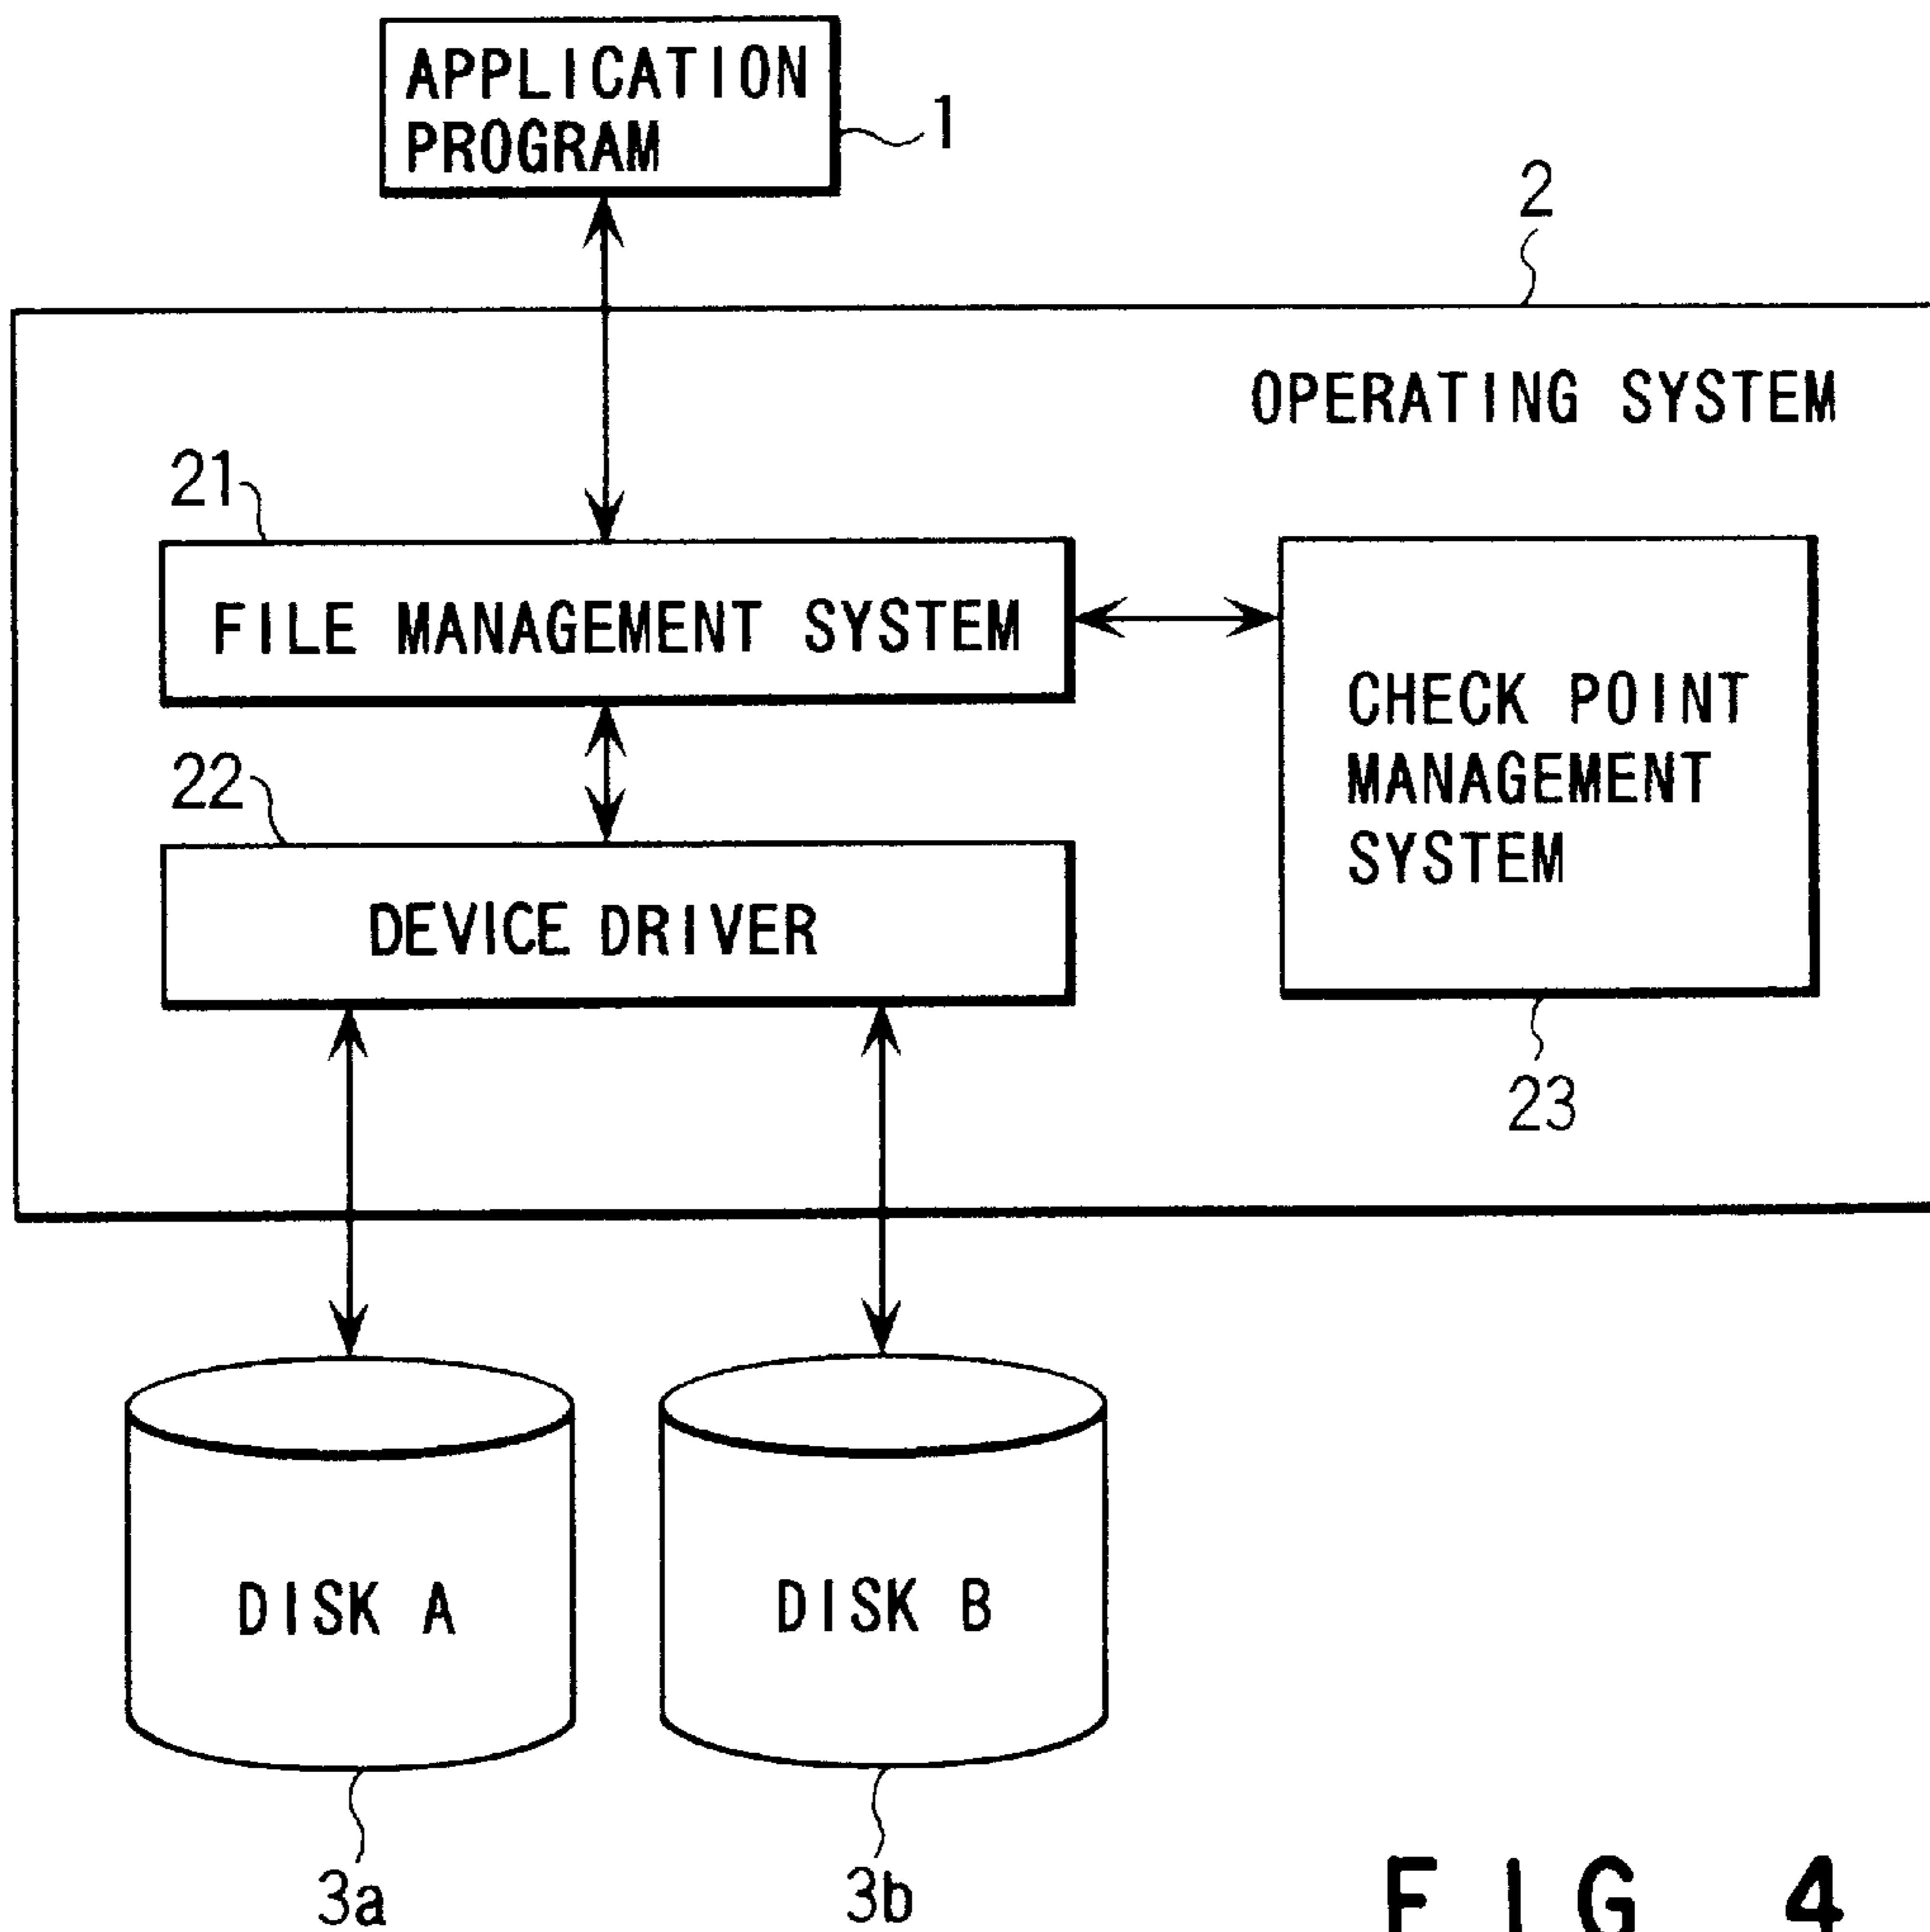 APPLICATION
PROGRAM
1
2
OPERATING SYSTEM
21
FILE MANAGEMENT SYSTEM
CHECK POINT
MANAGEMENT
SYSTEM
22
DEVICE DRIVER
23
DISK A
DISK B
3a
3b
FIG 4